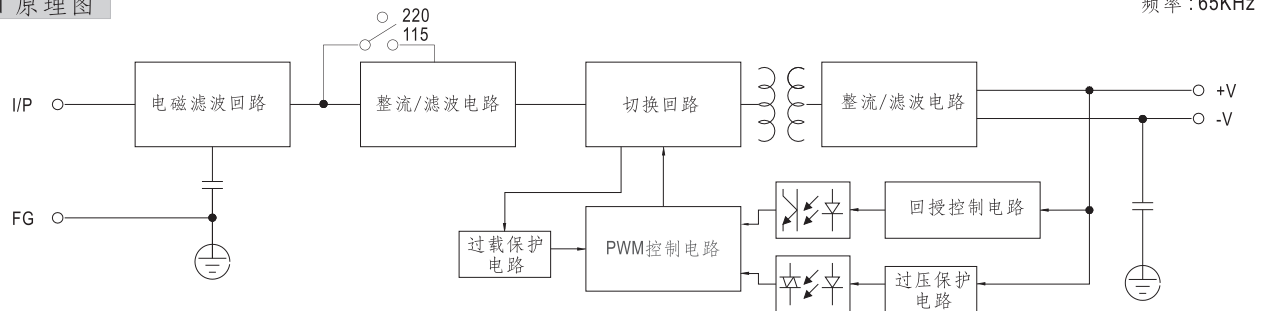 原理图
频率:65KHz
220
115
I/P
电磁滤波回路
整流/滤波电路
切换回路
整流/滤波电路
+V
-V
FG
过载保护
电路
PWM控制电路
回授控制电路
过压保护
电路